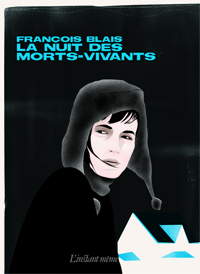 FRANÇOIS BLAIS
LA NUIT DES
MORTS-VIVANTS
L'instant même